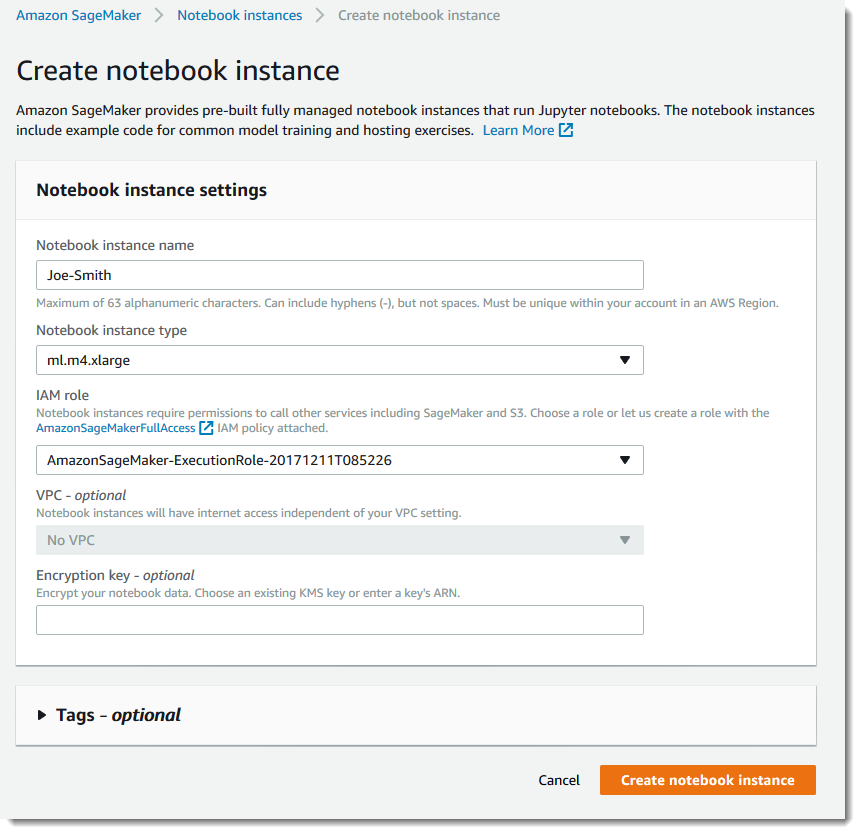 Amazon SageMaker > Notebook instances > Create notebook instance
Create notebook instance
Amazon SageMaker provides pre-built fully managed notebook instances that run Jupyter notebooks. The notebook instances
include example code for common model training and hosting exercises. Learn More
Notebook instance settings
Notebook instance name
Joe-Smith
Maximum of 63 alphanumeric characters. Can include hyphens (-), but not spaces. Must be unique within your account in an AWS Region.
Notebook instance type
ml.m4.xlarge
IAM role
Notebook instances require permissions to call other services including SageMaker and S3. Choose a role or let us create a role with the
AmazonSageMakerFullAccess IAM policy attached.
AmazonSageMaker-ExecutionRole-20171211T085226
VPC - optional
Notebook instances will have internet access independent of your VPC setting.
No VPC
Encryption key - optional
Encrypt your notebook data. Choose an existing KMS key or enter a key's ARN.
Tags - optional
Cancel
Create notebook instance